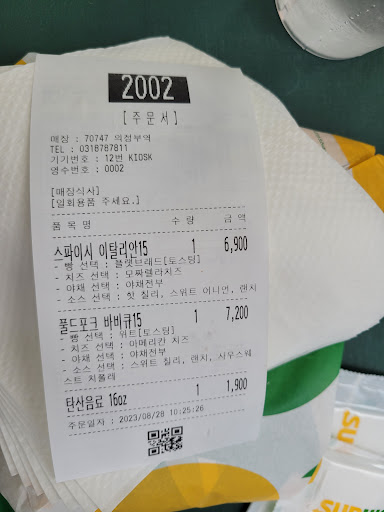 2002
[주문서]
매장 : 70747 의정부역
TEL : 0318787811
기기번호 : 12번 KIOSK
영수번호 : 0002
[매장식사]
[일회용품 주세요.]
품목명 수량 금액
스파이시 이탈리안15 1 6,900
- 빵 선택 : 플랫브래드[토스팅]
- 치즈 선택 : 모짜렐라치즈
- 야채 선택 : 야채전부
- 소스 선택 : 핫 칠리, 스위트 어니언, 랜치
풀드포크 바비큐15 1 7,200
- 빵 선택 : 위트[토스팅]
- 치즈 선택 : 아메리칸 치즈
- 야채 선택 : 야채전부
- 소스 선택 : 스위트 칠리, 랜치, 사우스웨
스트 치폴레
탄산음료 16oz 1 1,900
주문일자 : 2023/08/28 10:25:26
SU
SUBW